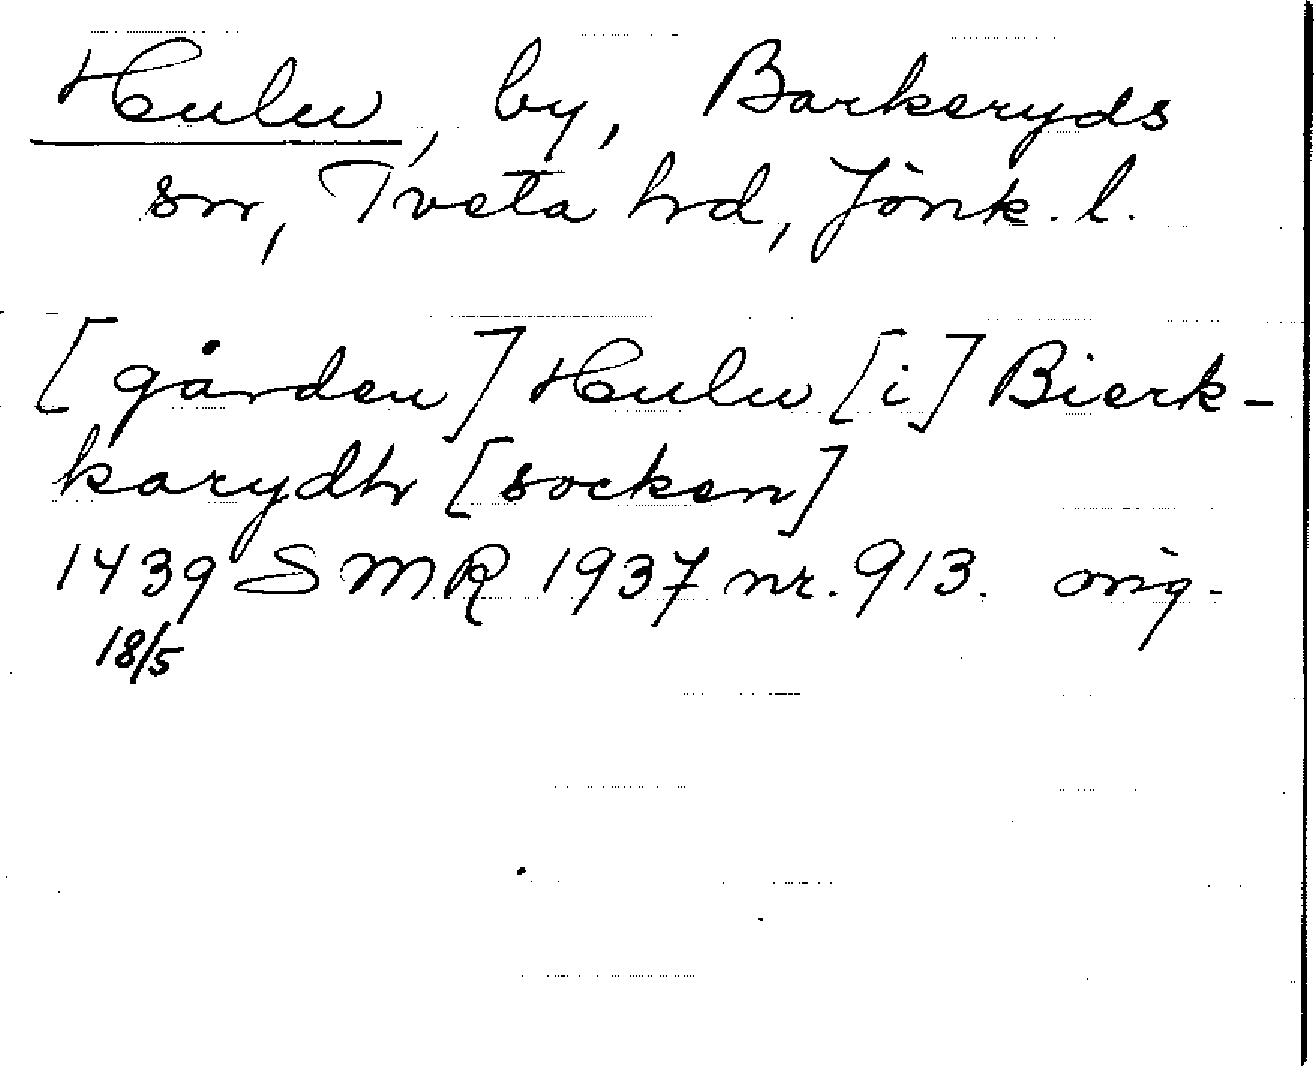 Hulu, by, Barkeryds
sn, Tveta hd, Jönk. l.
[gården] Hulu [i] Bierk-
karydh [socken]
1439 SMR 1937 nr. 913. orig.
18/5